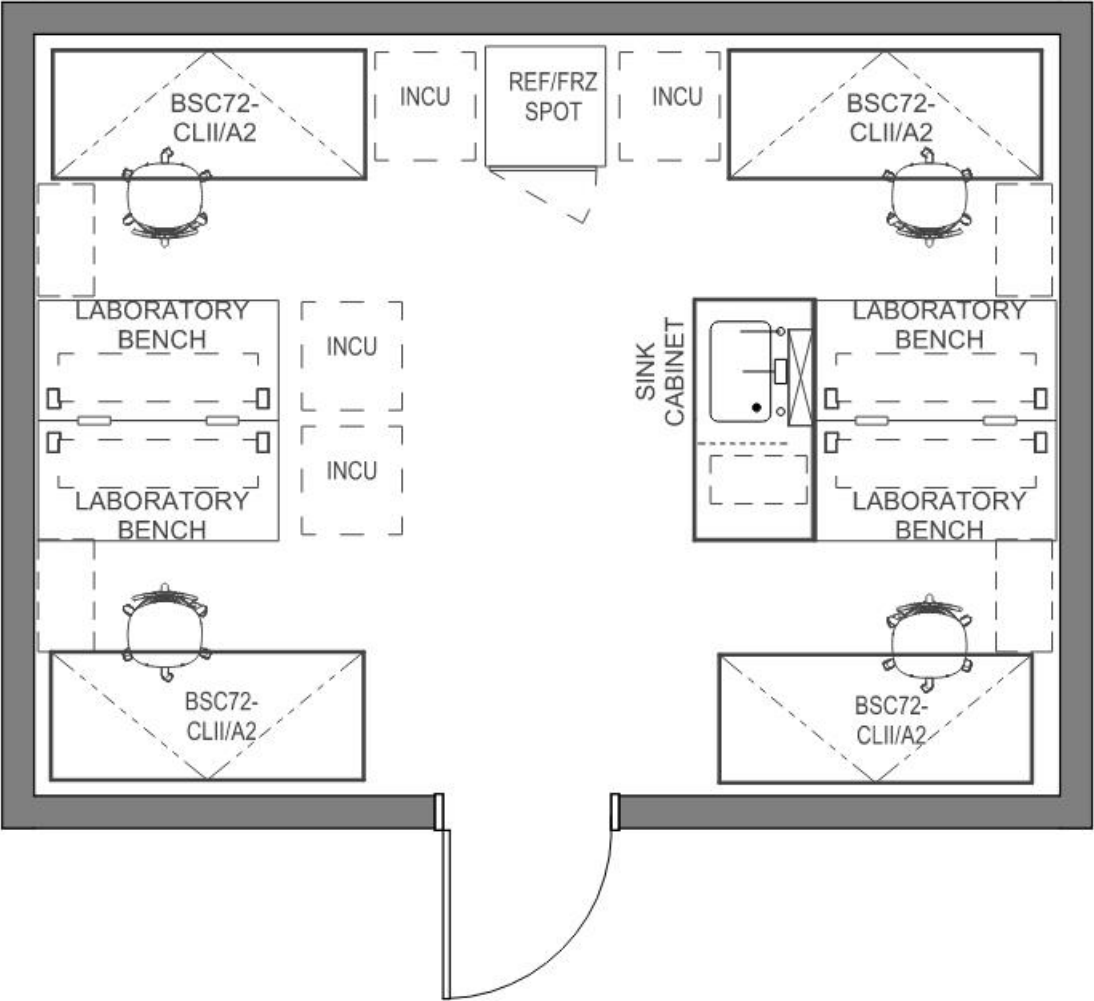 BSC72-
CLII/A2
INCU
REF/FRZ
SPOT
INCU
BSC72-
CLII/A2
LABORATORY
BENCH
INCU
SINK
CABINET
LABORATORY
BENCH
LABORATORY
BENCH
INCU
LABORATORY
BENCH
BSC72-
CLII/A2
BSC72-
CLII/A2